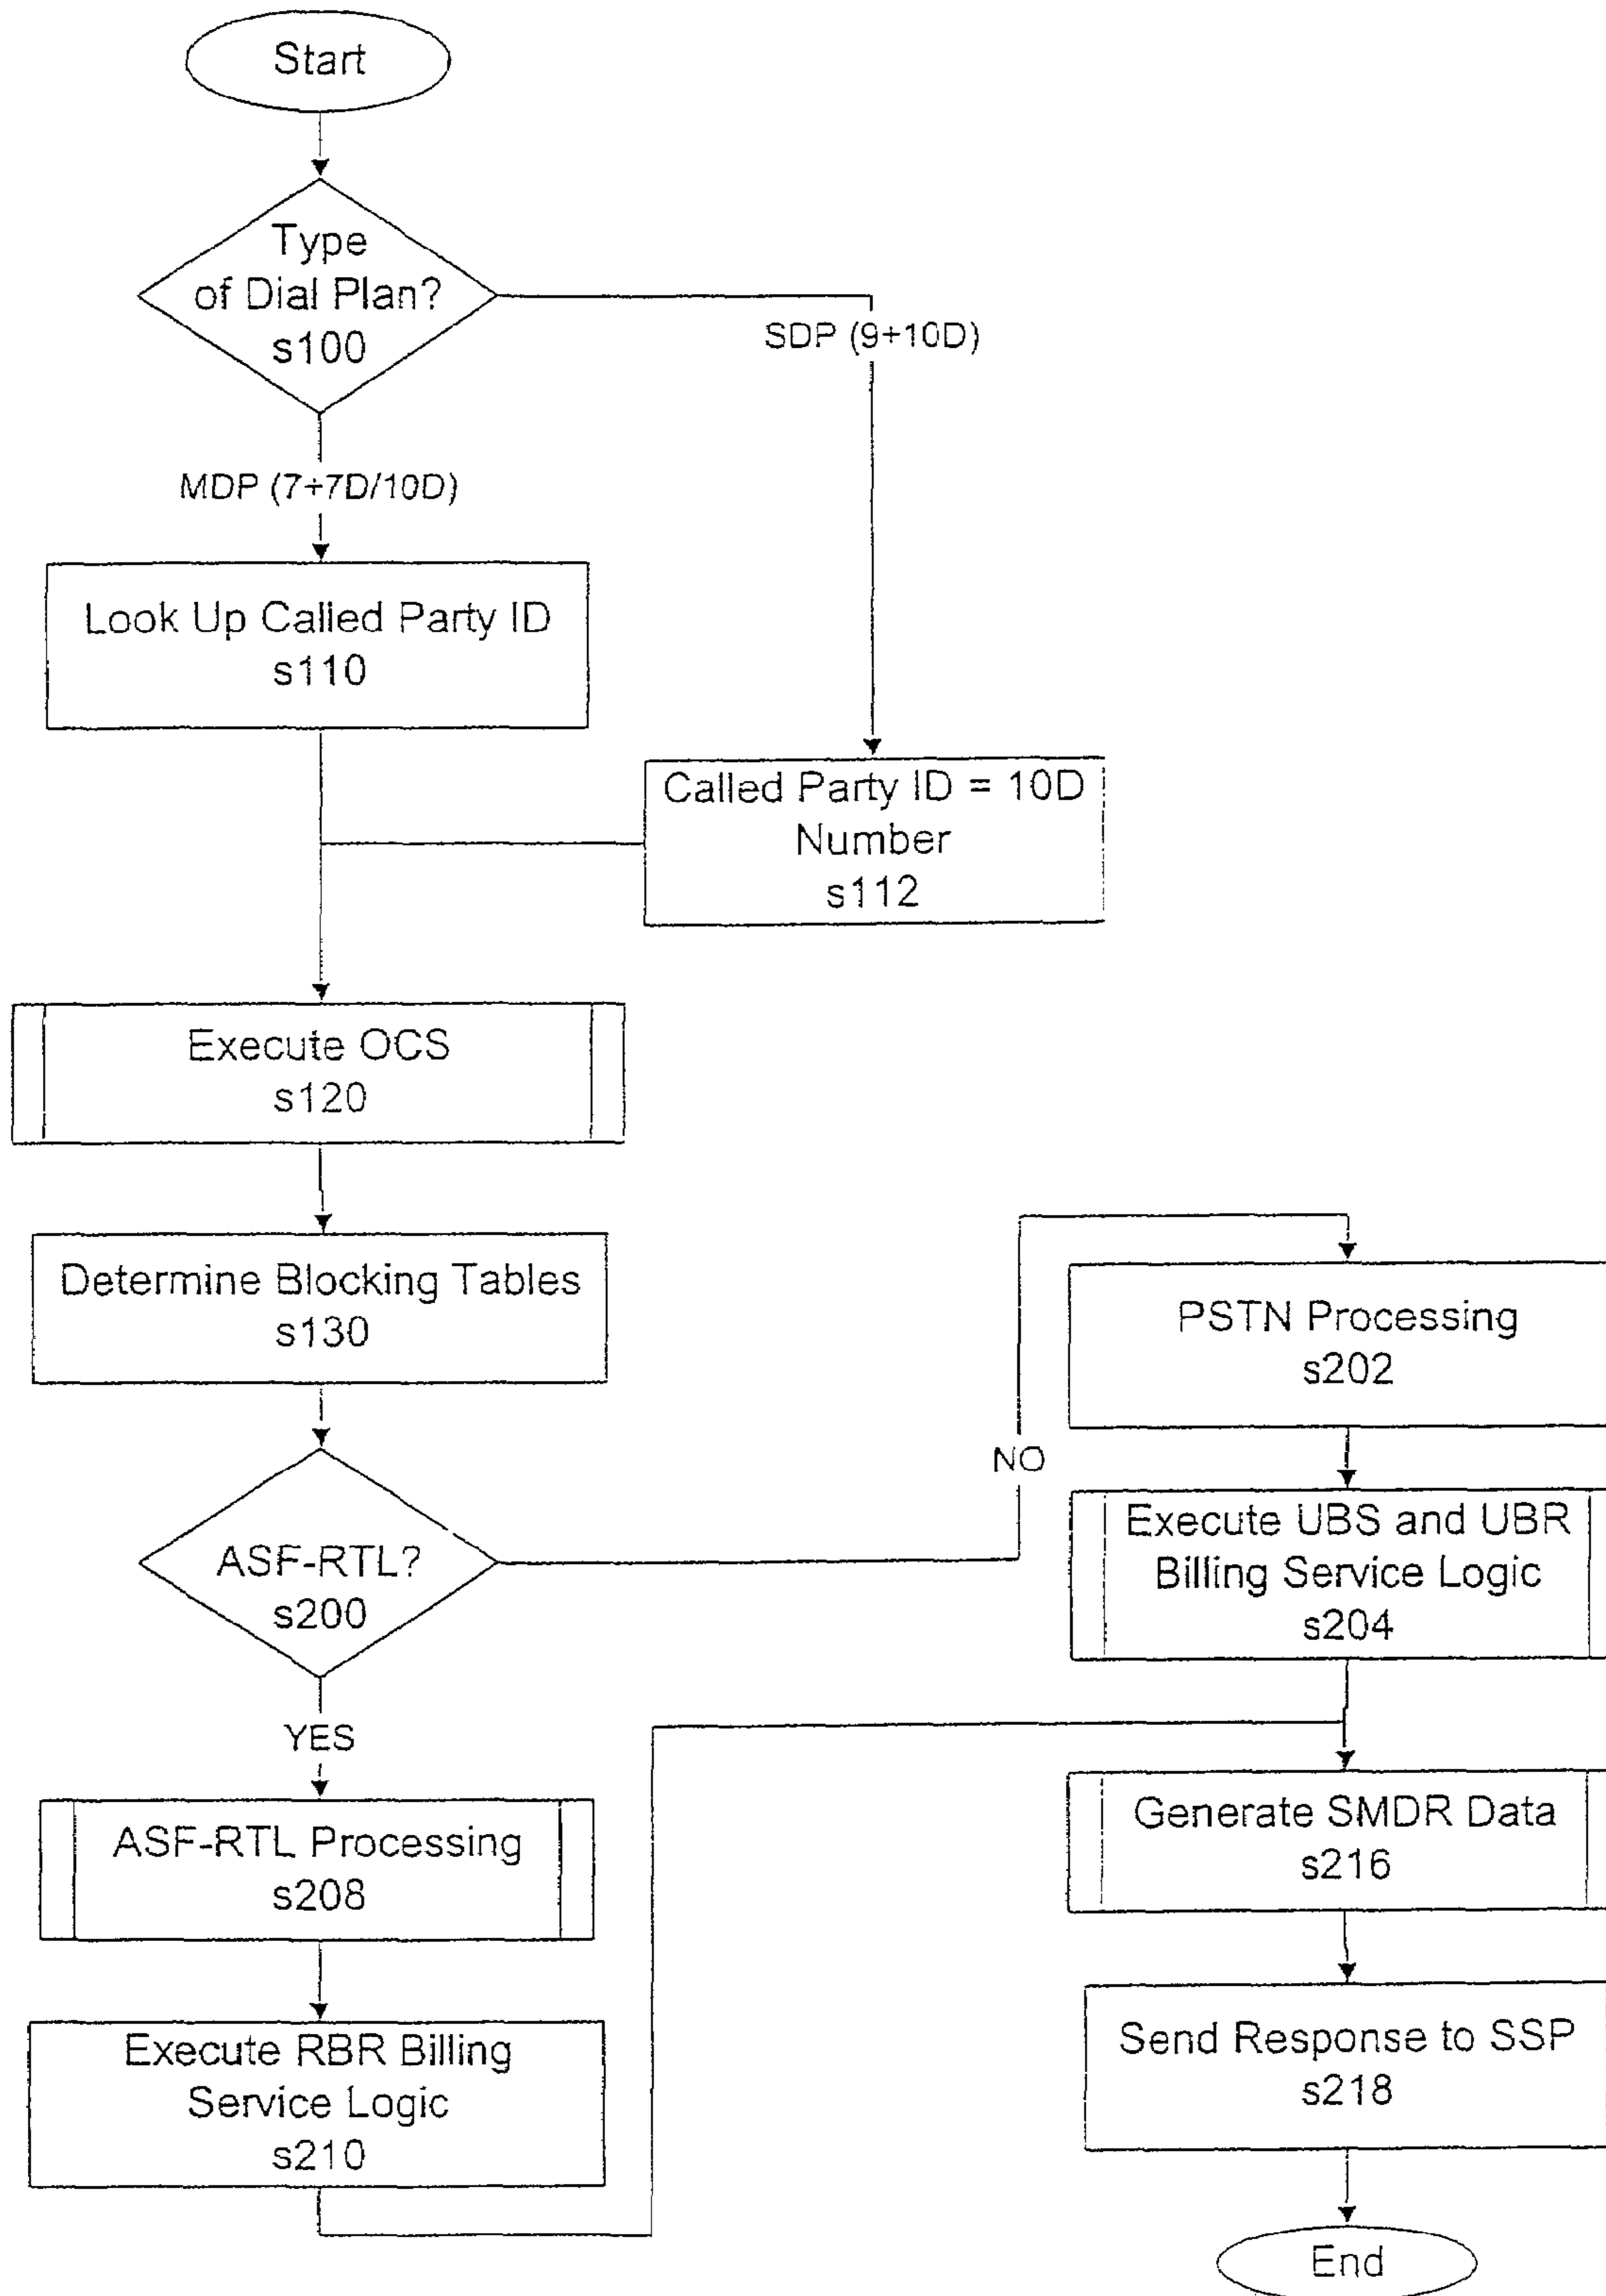 Start
Type
of Dial Plan?
s100
SDP (9+10D)
MDP (7+7D/10D)
Look Up Called Party ID
s110
Called Party ID = 10D
Number
s112
Execute OCS
s120
Determine Blocking Tables
s130
ASF-RTL?
s200
NO
YES
ASF-RTL Processing
s208
Execute RBR Billing
Service Logic
s210
PSTN Processing
s202
Execute UBS and UBR
Billing Service Logic
s204
Generate SMDR Data
s216
Send Response to SSP
s218
End